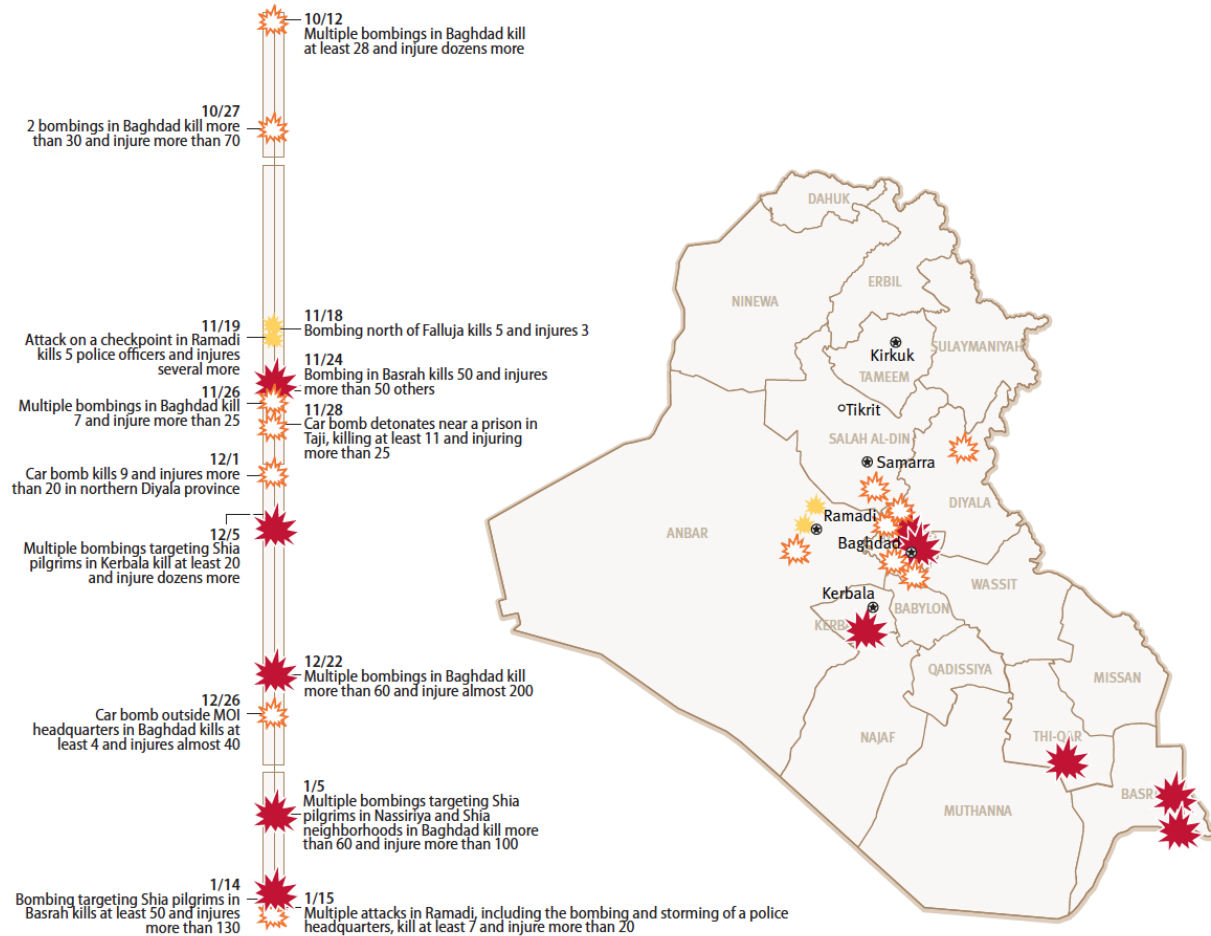 10/12
Multiple bombings in Baghdad kill
at least 28 and injure dozens more
10/27
2 bombings in Baghdad kill more
than 30 and injure more than 70
11/18
Bombing north of Falluja kills 5 and injures 3
11/19
Attack on a checkpoint in Ramadi
kills 5 police officers and injures
several more
11/24
Bombing in Basrah kills 50 and injures
more than 50 others
11/26
Multiple bombings in Baghdad kill
7 and injure more than 25
11/28
Car bomb detonates near a prison in
Taji, killing at least 11 and injuring
more than 25
12/1
Car bomb kills 9 and injures more
than 20 in northern Diyala province
12/5
Multiple bombings targeting Shia
pilgrims in Kerbala kill at least 20
and injure dozens more
12/22
Multiple bombings in Baghdad kill
more than 60 and injure almost 200
12/26
Car bomb outside MOI
headquarters in Baghdad kills at
least 4 and injures almost 40
1/5
Multiple bombings targeting Shia
pilgrims in Nassiriya and Shia
neighborhoods in Baghdad kill more
than 60 and injure more than 100
1/14
Bombing targeting Shia pilgrims in
Basrah kills at least 50 and injures
more than 130
1/15
Multiple attacks in Ramadi, including the bombing and storming of a police
headquarters, kill at least 7 and injure more than 20
DAHUK
NINEWA
ERBIL
SULAYMANIYAH
Kirkuk
TAMEEM
Tikrit
SALAH AL-DIN
Samarra
DIYALA
ANBAR
Ramadi
Baghdad
WASSIT
Kerbala
BABYLON
KERB
QADISSIYA
MISSAN
NAJAF
THI-QAR
MUTHANNA
BASR